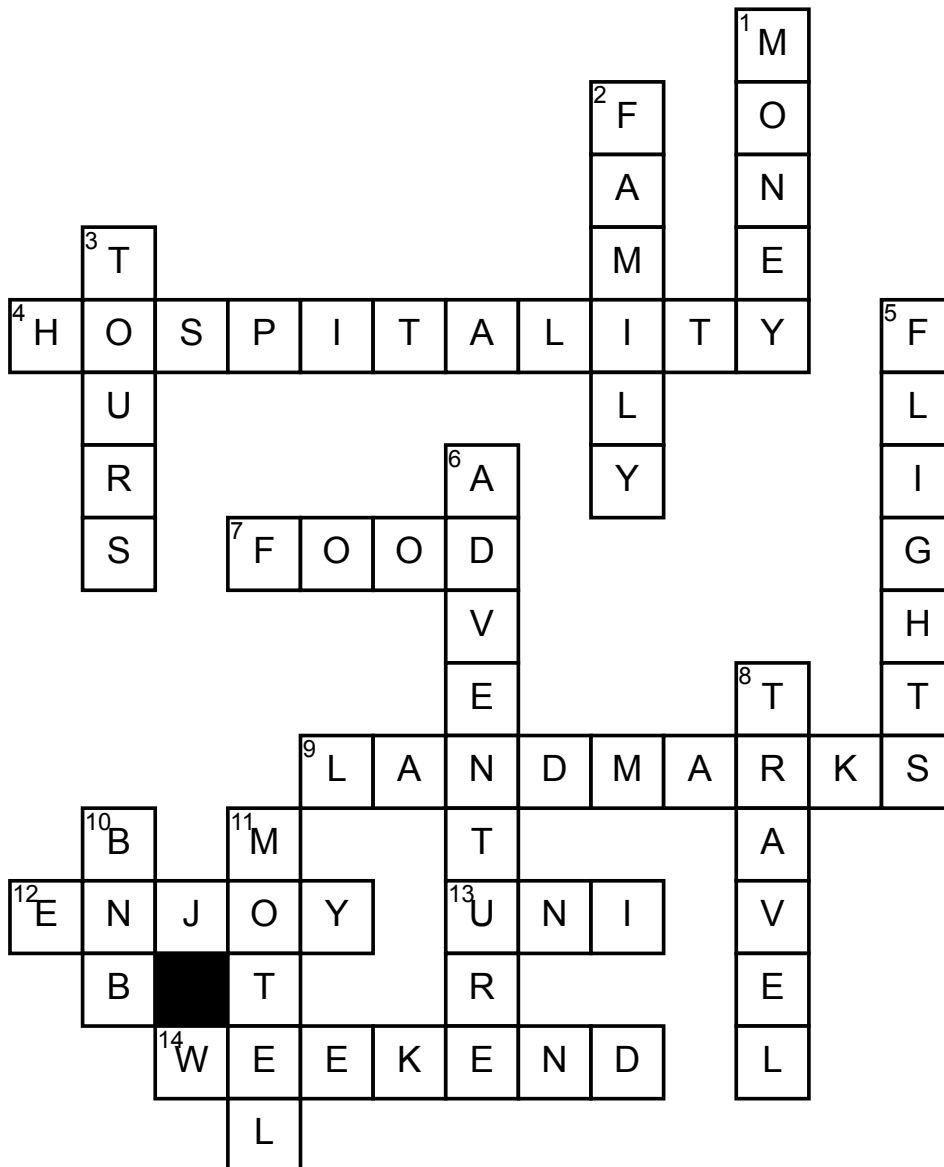 1 M
2 F O
A N
3 T M E
4 H O S P I T A L I T Y 5 F
U L L
R 6 A Y I
S 7 F O O D G
V H
E 8 T T
9 L A N D M A R K S
10 B 11 M T A
12 E N J O Y 13 U N I V
B T R E
14 W E E K E N D L
L